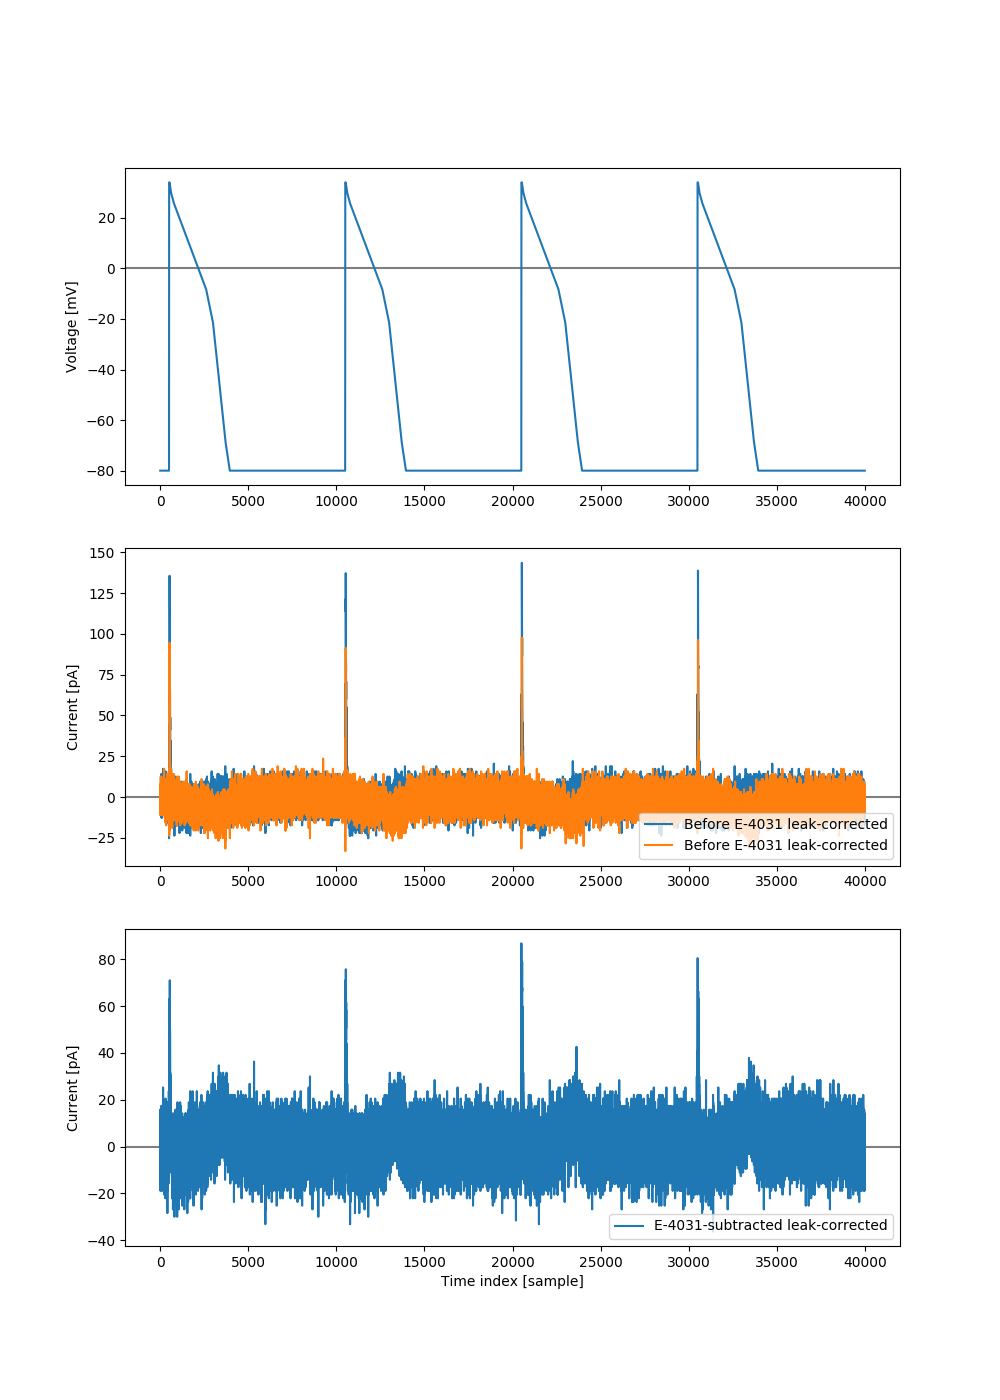 20
0
−20
−40
−60
−80
Voltage [mV]
0 5000 10000 15000 20000 25000 30000 35000 40000
150
125
100
75
50
25
0
−25
Current [pA]
Before E-4031 leak-corrected
Before E-4031 leak-corrected
0 5000 10000 15000 20000 25000 30000 35000 40000
80
60
40
20
0
−20
−40
Current [pA]
E-4031-subtracted leak-corrected
0 5000 10000 15000 20000 25000 30000 35000 40000
Time index [sample]